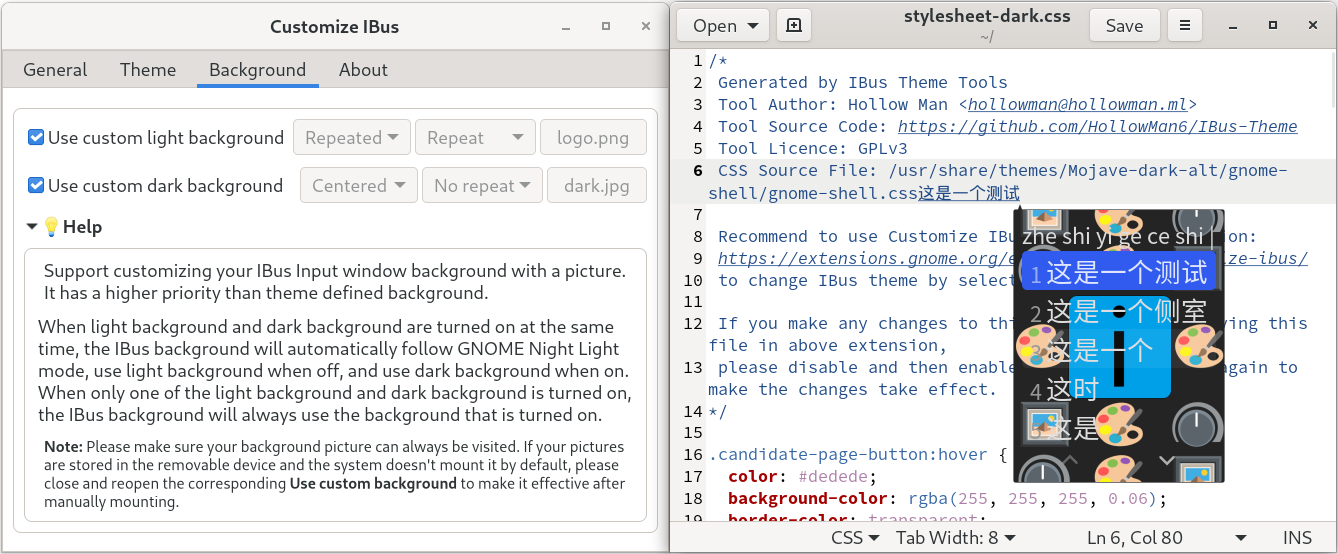 Customize IBus
General Theme Background About
Use custom light background Repeated Repeat logo.png
Use custom dark background Centered No repeat dark.jpg
Help
Support customizing your IBus Input window background with a picture.
It has a higher priority than theme defined background.
When light background and dark background are turned on at the same
time, the IBus background will automatically follow GNOME Night Light
mode, use light background when off, and use dark background when on.
When only one of the light background and dark background is turned on,
the IBus background will always use the background that is turned on.
Note: Please make sure your background picture can always be visited. If your pictures
are stored in the removable device and the system doesn't mount it by default, please
close and reopen the corresponding Use custom background to make it effective after
manually mounting.
Open stylesheet-dark.css Save
~/
1 /*
2 Generated by IBus Theme Tools
3 Tool Author: Hollow Man <hollowman@hollowman.ml>
4 Tool Source Code: https://github.com/HollowMan6/IBus-Theme
5 Tool Licence: GPLv3
6 CSS Source File: /usr/share/themes/Mojave-dark-alt/gnome-
shell/gnome-shell.css这是一个测试
7
8 Recommend to use Customize IBu on:
9 https://extensions.gnome.org/e ze-ibus/
10 to change IBus theme by select
11
12 If you make any changes to thi ying this
file in above extension,
13 please disable and then enable again to
make the changes take effect.
14 */
15
16 .candidate-page-button:hover {
17 color: #dedede;
18 background-color: rgba(255, 255, 255, 0.06);
19 border-color: transparent;
zhe shi yi ge ce shi |
1 这是一个测试
2 这是一个侧室
这是一个
4 这时
这是
CSS Tab Width: 8 Ln 6, Col 80 INS